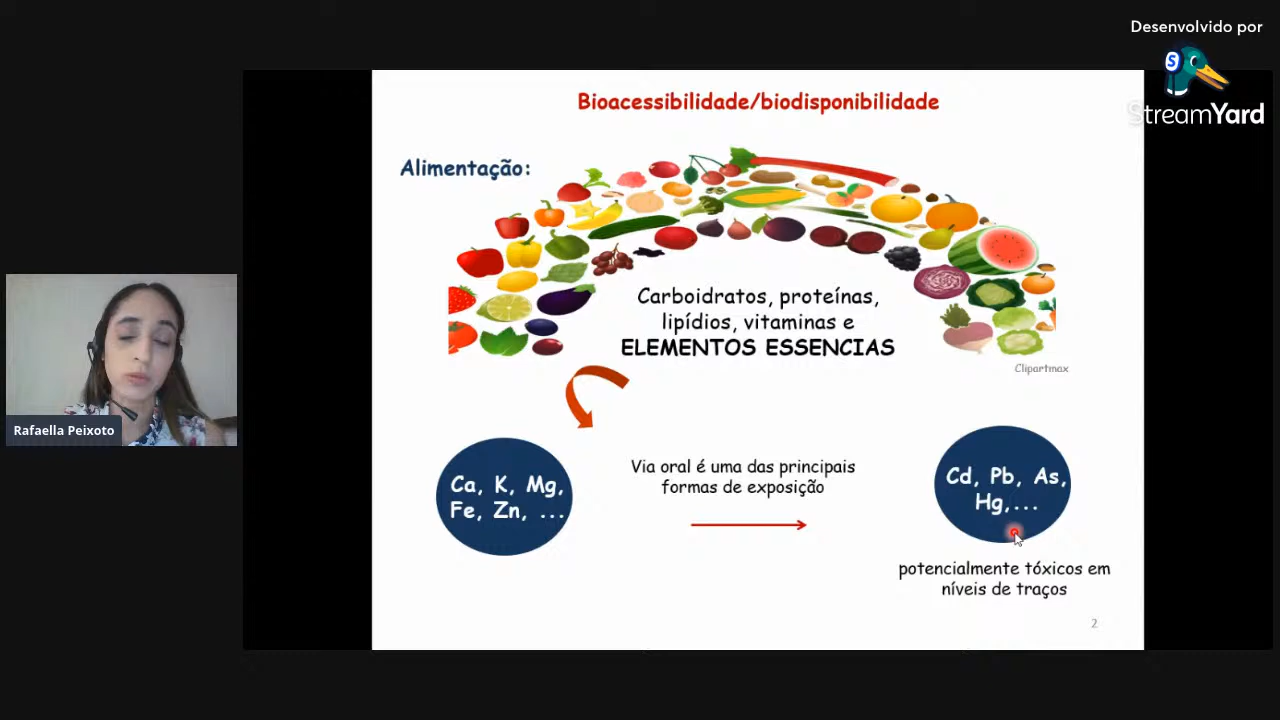 Desenvolvido por
StreamYard
Bioacessibilidade/biodisponibilidade
Alimentação:
Carboidratos, proteínas,
lipídios, vitaminas e
ELEMENTOS ESSENCIAS
Clipartmax
Rafaella Peixoto
Ca, K, Mg,
Fe, Zn, ...
Via oral é uma das principais
formas de exposição
Cd, Pb, As,
Hg,...
potencialmente tóxicos em
níveis de traços
2